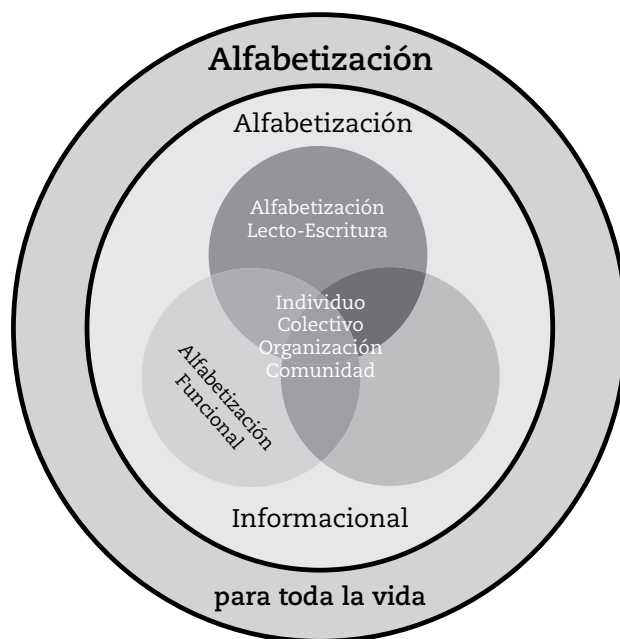 Alfabetización
Alfabetización
Alfabetización
Lecto-Escritura
Individuo
Colectivo
Organización
Comunidad
Alfabetización
Funcional
Informacional
para toda la vida